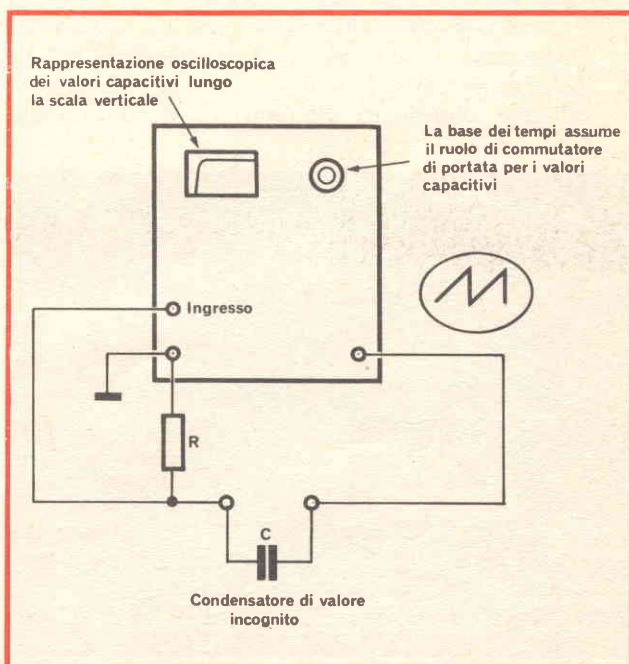 Rappresentazione oscilloscopica
dei valori capacitivi lungo
la scala verticale
La base dei tempi assume
il ruolo di commutatore
di portata per i valori
capacitivi
Ingresso
R
C
Condensatore di valore
incognito